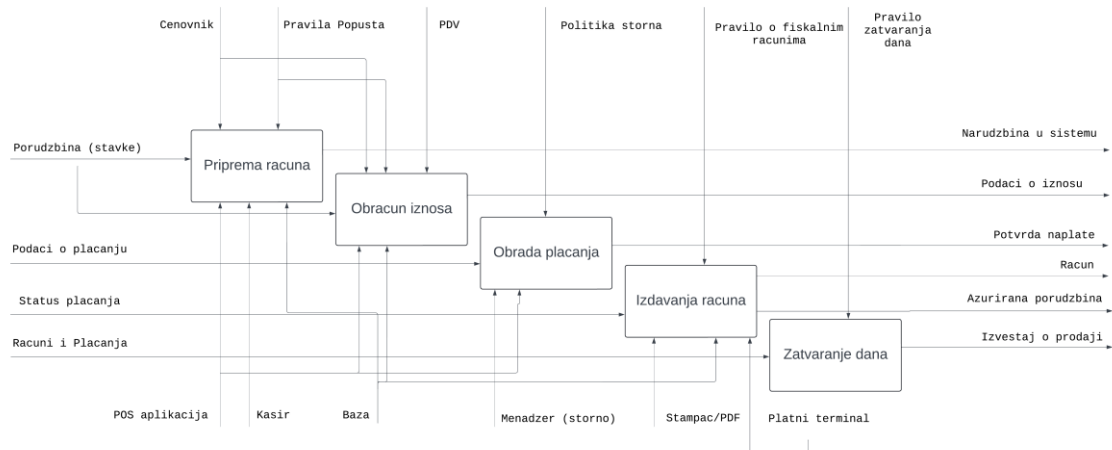 Cenovnik
Pravila Popusta
PDV
Politika storna
Pravilo o fiskalnim
racunima
Pravilo
zatvaranja
dana
Porudzbina (stavke)
Priprema racuna
Narudzbina u sistemu
Obracun iznosa
Podaci o iznosu
Podaci o placanju
Obrada placanja
Potvrda naplate
Racun
Status placanja
Izdavanja racuna
Azurirana porudzbina
Racuni i Placanja
Zatvaranje dana
Izvestaj o prodaji
POS aplikacija
Kasir
Baza
Menadzer (storno)
Stampac/PDF
Platni terminal